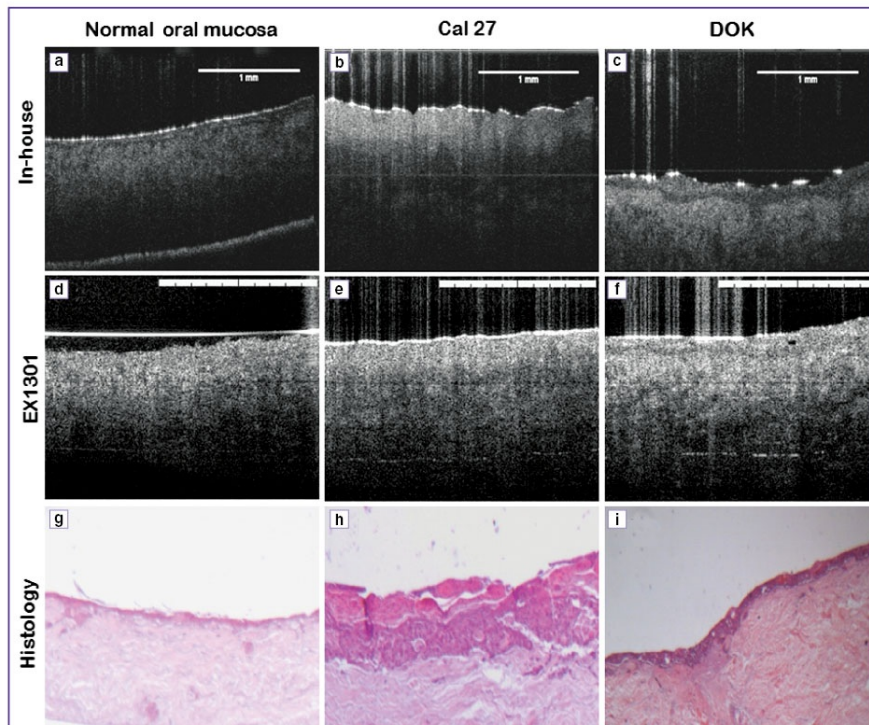 Normal oral mucosa
Cal 27
DOK
In-house
a
1 mm
b
1 mm
c
1 mm
EX1301
d
e
f
Histology
g
h
i